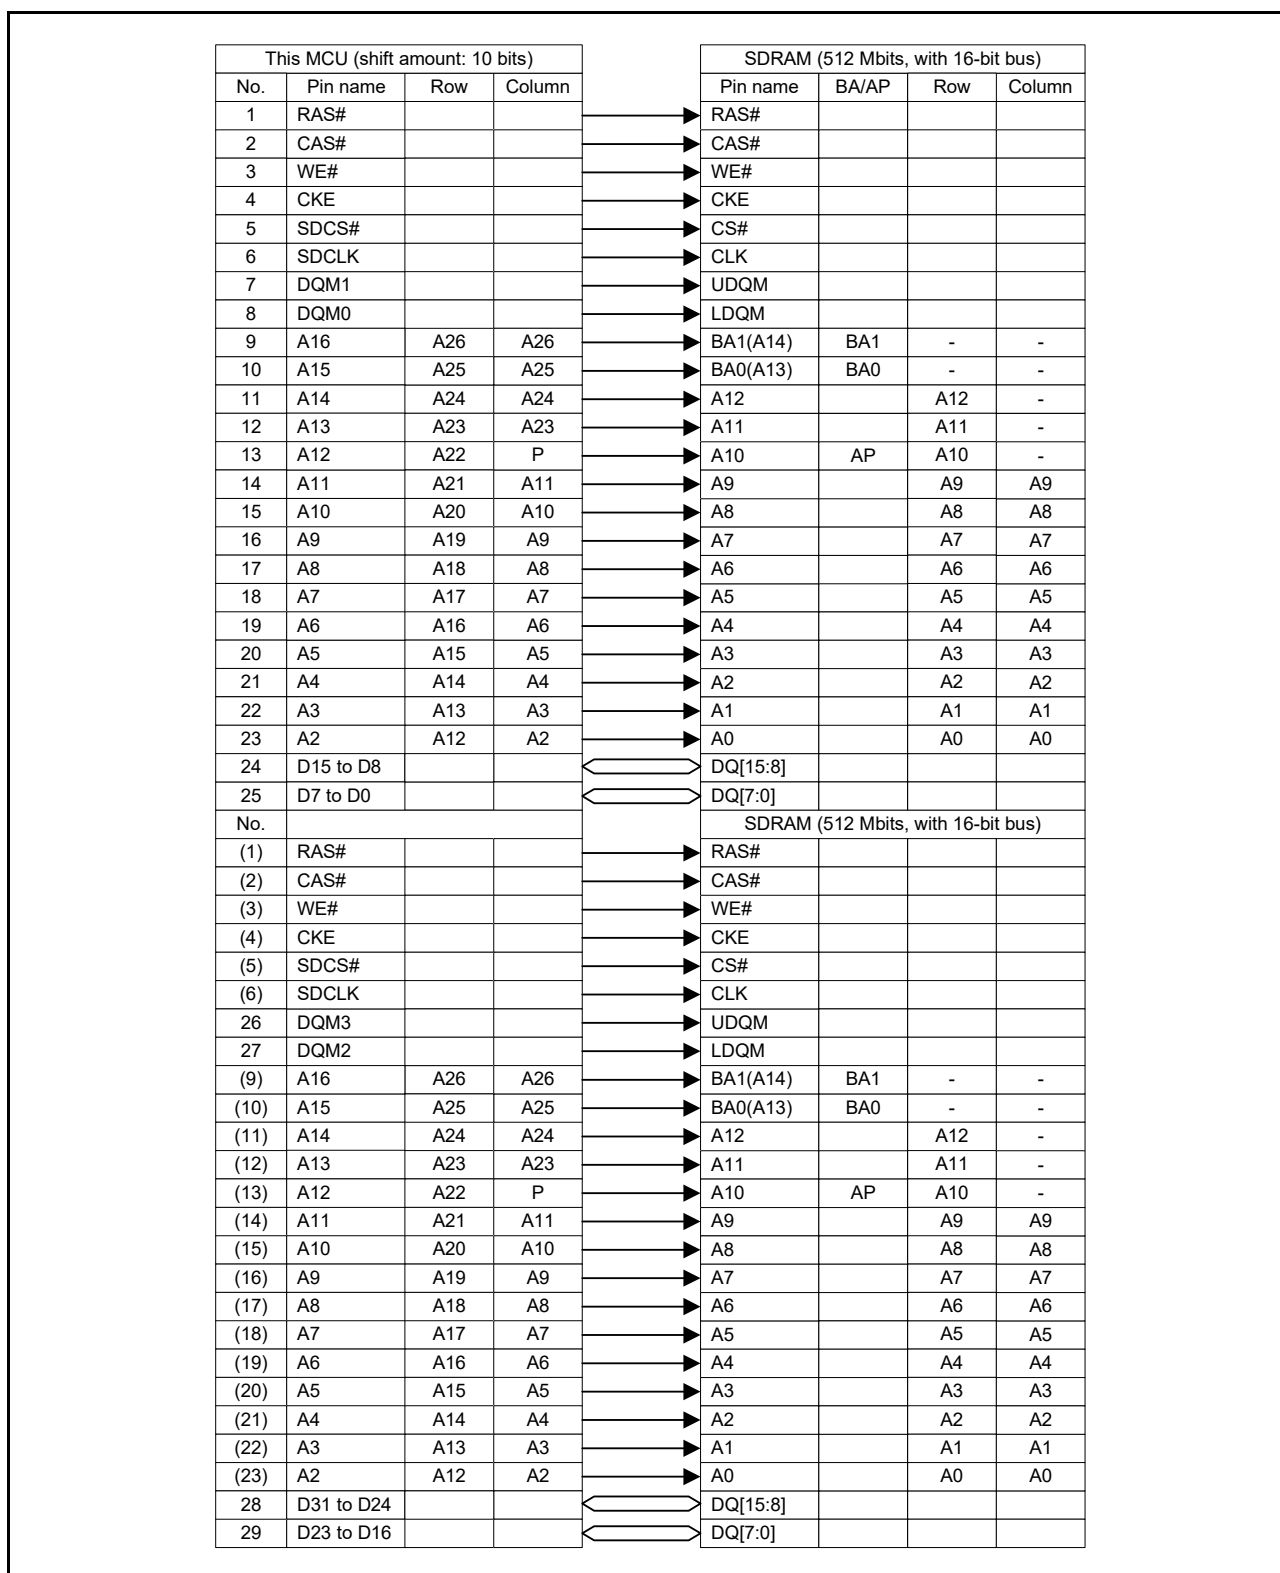 This MCU (shift amount: 10 bits) SDRAM (512 Mbits, with 16-bit bus)
No. Pin name Row Column Pin name BA/AP Row Column
1 RAS# RAS#
2 CAS# CAS#
3 WE# WE#
4 CKE CKE
5 SDCS# CS#
6 SDCLK CLK
7 DQM1 UDQM
8 DQM0 LDQM
9 A16 A26 A26 BA1(A14) BA1 - -
10 A15 A25 A25 BA0(A13) BA0 - -
11 A14 A24 A24 A12 A12 -
12 A13 A23 A23 A11 A11 -
13 A12 A22 P A10 AP A10 -
14 A11 A21 A11 A9 A9 A9
15 A10 A20 A10 A8 A8 A8
16 A9 A19 A9 A7 A7 A7
17 A8 A18 A8 A6 A6 A6
18 A7 A17 A7 A5 A5 A5
19 A6 A16 A6 A4 A4 A4
20 A5 A15 A5 A3 A3 A3
21 A4 A14 A4 A2 A2 A2
22 A3 A13 A3 A1 A1 A1
23 A2 A12 A2 A0 A0 A0
24 D15 to D8 DQ[15:8]
25 D7 to D0 DQ[7:0]
No. SDRAM (512 Mbits, with 16-bit bus)
(1) RAS# RAS#
(2) CAS# CAS#
(3) WE# WE#
(4) CKE CKE
(5) SDCS# CS#
(6) SDCLK CLK
26 DQM3 UDQM
27 DQM2 LDQM
(9) A16 A26 A26 BA1(A14) BA1 - -
(10) A15 A25 A25 BA0(A13) BA0 - -
(11) A14 A24 A24 A12 A12 -
(12) A13 A23 A23 A11 A11 -
(13) A12 A22 P A10 AP A10 -
(14) A11 A21 A11 A9 A9 A9
(15) A10 A20 A10 A8 A8 A8
(16) A9 A19 A9 A7 A7 A7
(17) A8 A18 A8 A6 A6 A6
(18) A7 A17 A7 A5 A5 A5
(19) A6 A16 A6 A4 A4 A4
(20) A5 A15 A5 A3 A3 A3
(21) A4 A14 A4 A2 A2 A2
(22) A3 A13 A3 A1 A1 A1
(23) A2 A12 A2 A0 A0 A0
28 D31 to D24 DQ[15:8]
29 D23 to D16 DQ[7:0]